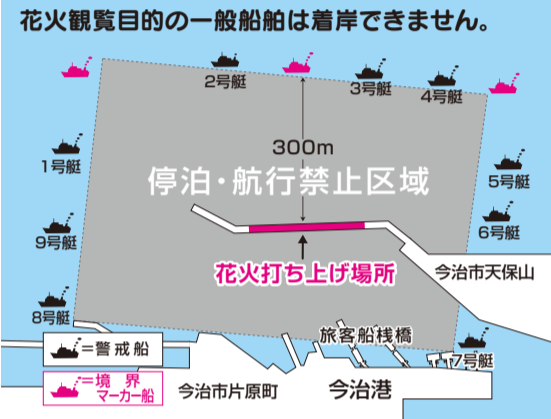 花火観覧目的の一般船舶は着岸できません。
2号艇
3号艇
4号艇
1号艇
300m
停泊・航行禁止区域
5号艇
6号艇
9号艇
花火打ち上げ場所
今治市天保山
8号艇
旅客船桟橋
7号艇
=警戒船
=境界
マーカー船
今治市片原町
今治港